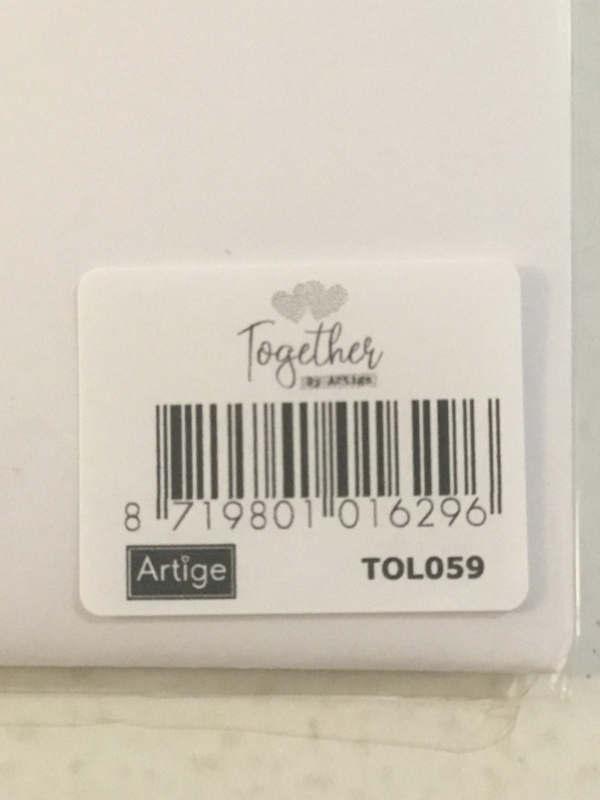 Together
By Artige
8 719801 016296
Artige
TOL059